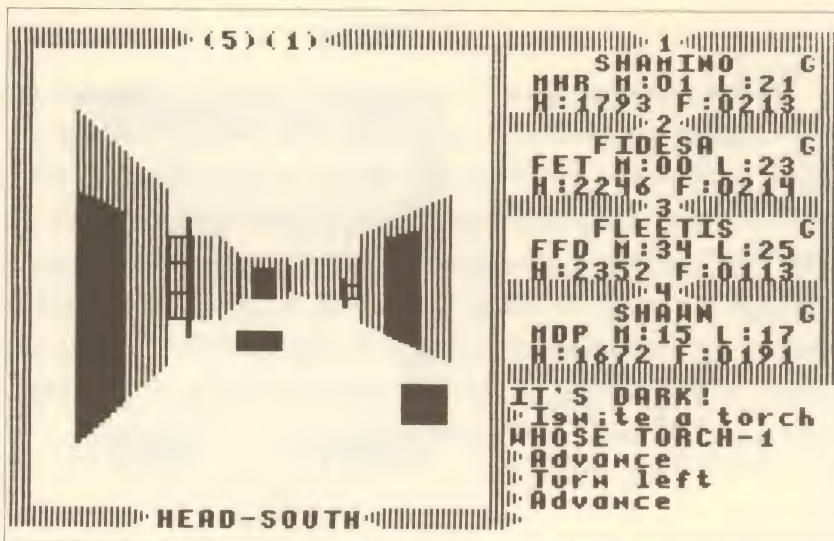 (5)(1)
HEAD-SOUTH
1
SHAMINO G
MHR M:01 L:21
H:1793 F:0213
2
FIDESA G
FET M:00 L:23
H:2246 F:0214
3
FLEETIS G
FFD M:34 L:25
H:2352 F:0113
4
SHAWN G
MDP M:15 L:17
H:1672 F:0191
IT'S DARK!
Ignite a torch
WHOSE TORCH-1
Advance
Turn left
Advance